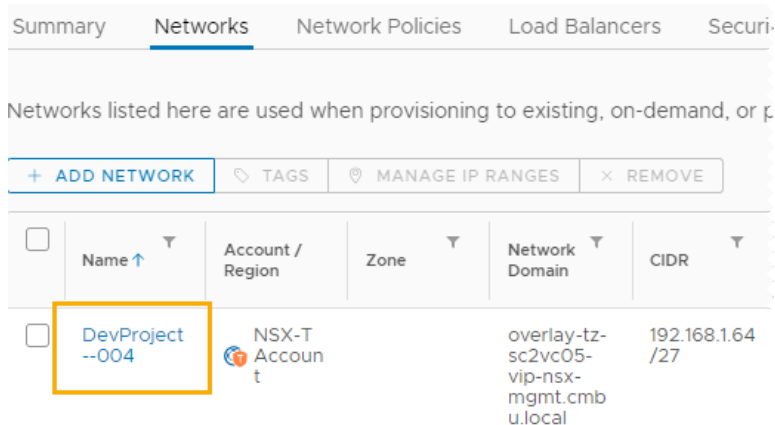 Summary Networks Network Policies Load Balancers Securi
Networks listed here are used when provisioning to existing, on-demand, or
+ ADD NETWORK TAGS MANAGE IP RANGES × REMOVE
Name ↑
Account /
Region
Zone
Network
Domain
CIDR
DevProject
--004
NSX-T
Accoun
t
overlay-tz-
sc2vc05-
vip-nsx-
mgmt.cmb
u.local
192.168.1.64
/27